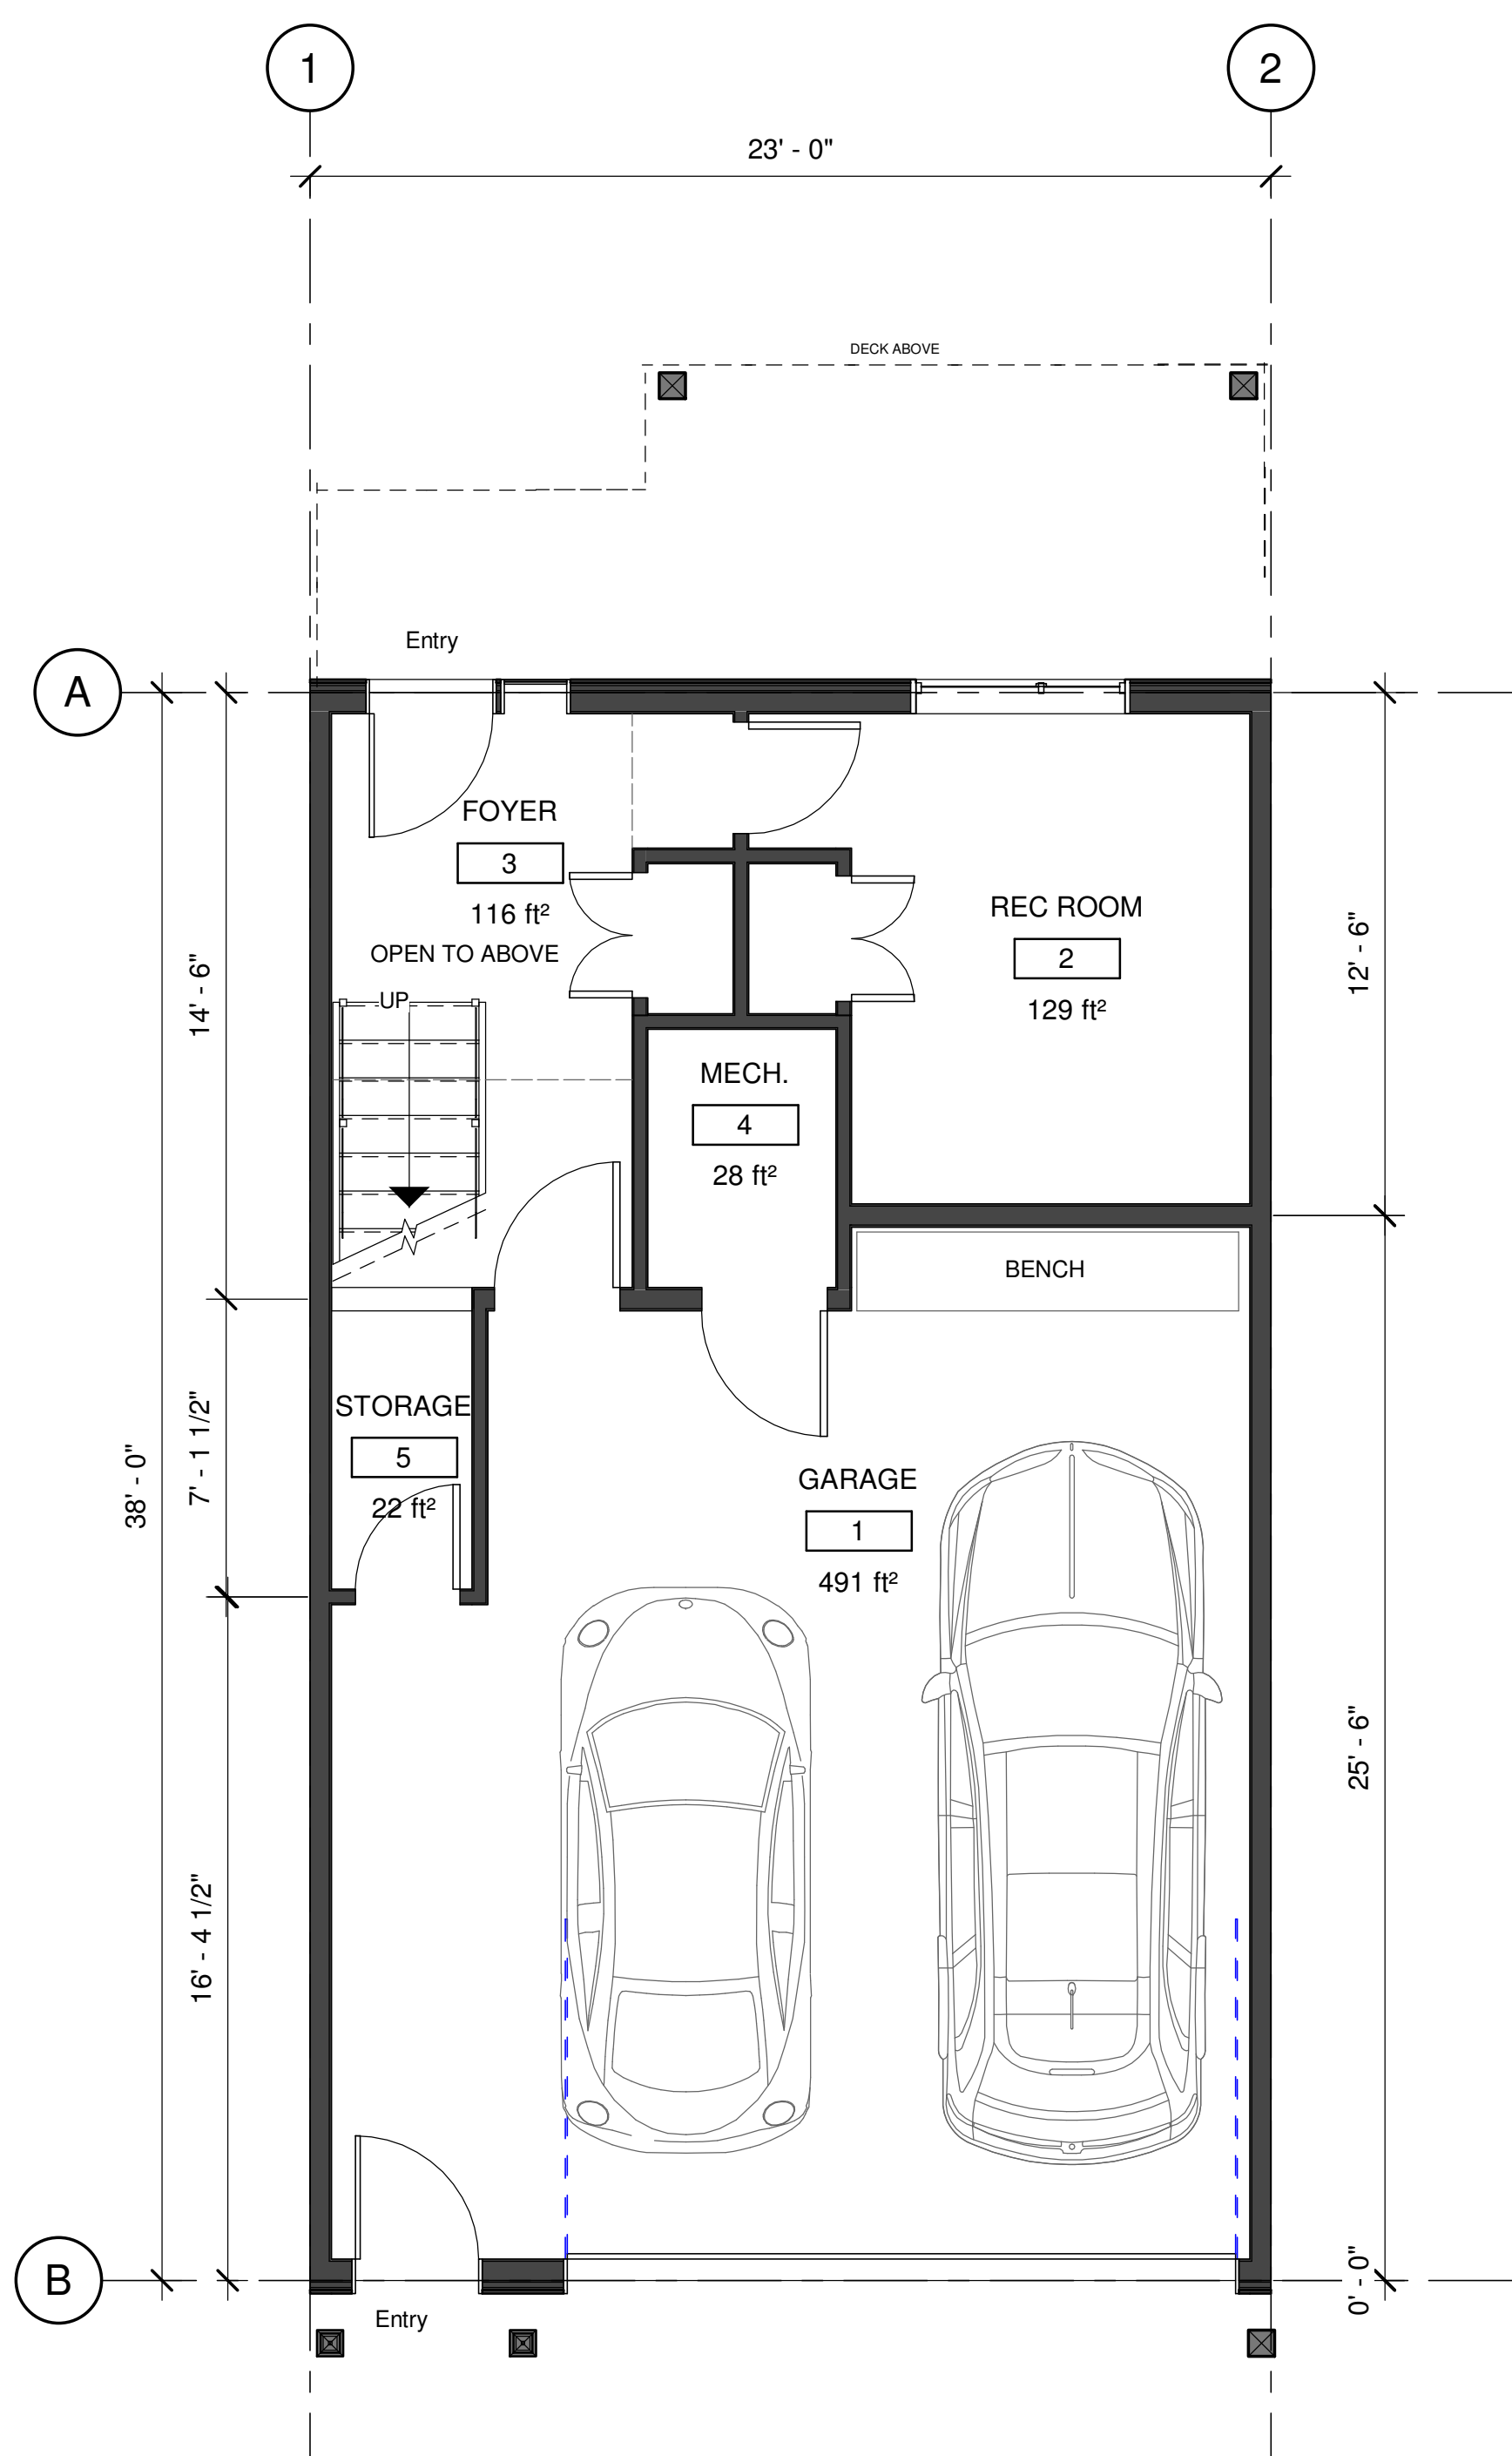 1
2
23' - 0"
DECK ABOVE
Entry
A
FOYER
3
116 ft²
OPEN TO ABOVE
UP
REC ROOM
2
129 ft²
12' - 6"
14' - 6"
MECH.
4
28 ft²
BENCH
STORAGE
5
22 ft²
7' - 1 1/2"
38' - 0"
GARAGE
1
491 ft²
25' - 6"
16' - 4 1/2"
0' - 0"
B
Entry